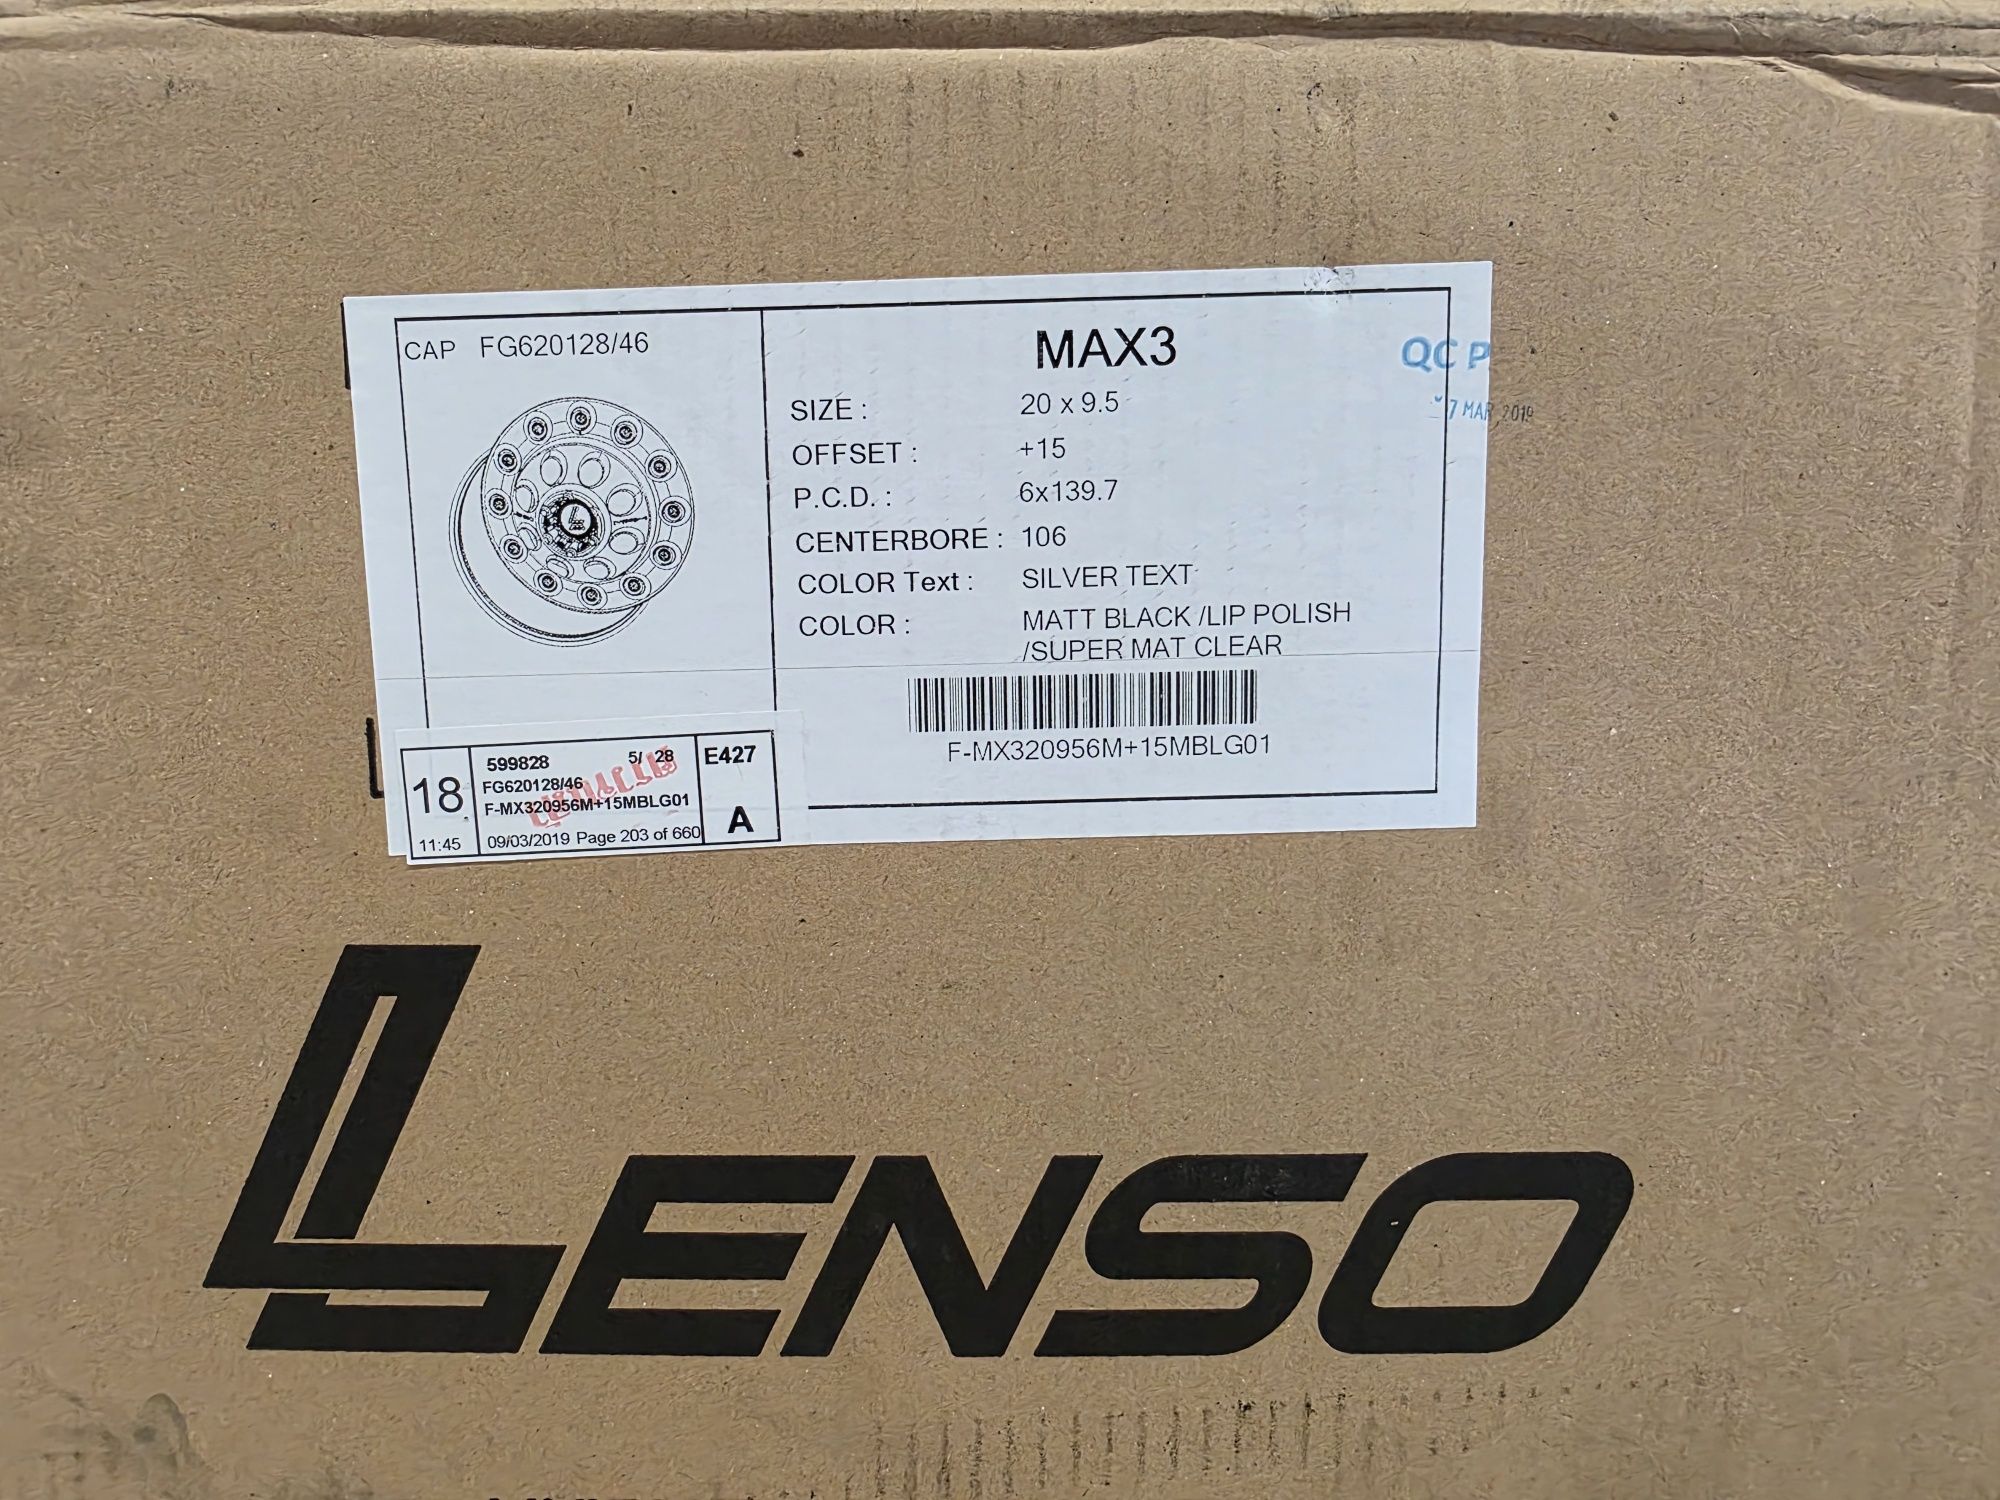 CAP FG620128/46
MAX3
SIZE : 20 x 9.5
OFFSET : +15
P.C.D. : 6x139.7
CENTERBORE : 106
COLOR Text : SILVER TEXT
COLOR : MATT BLACK /LIP POLISH
/SUPER MAT CLEAR
F-MX320956M+15MBLG01
QC P
7 MAR 2019
18
11:45
599828 5/ 28
FG620128/46
F-MX320956M+15MBLG01
09/03/2019 Page 203 of 660
E427
A
LENSO